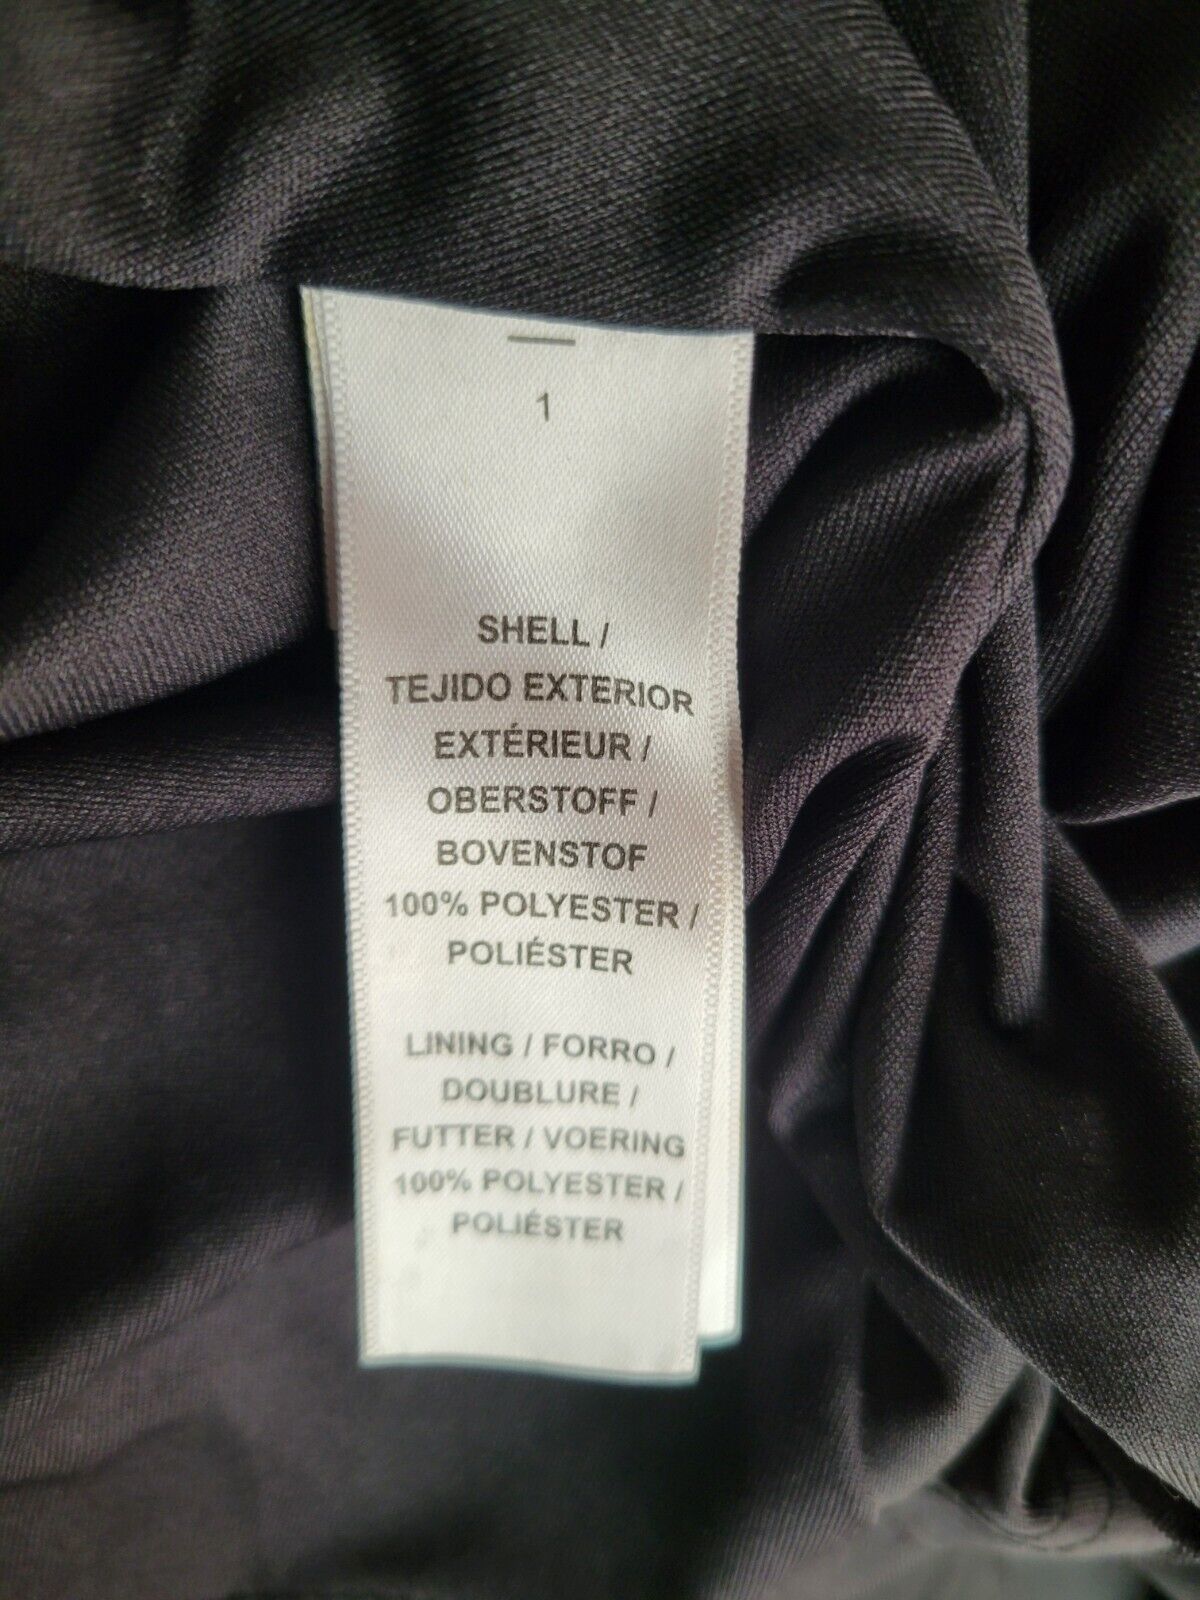 1
SHELL /
TEJIDO EXTERIOR
EXTÉRIEUR /
OBERSTOFF /
BOVENSTOF
100% POLYESTER /
POLIÉSTER
LINING / FORRO /
DOUBLURE /
FUTTER / VOERING
100% POLYESTER /
POLIÉSTER